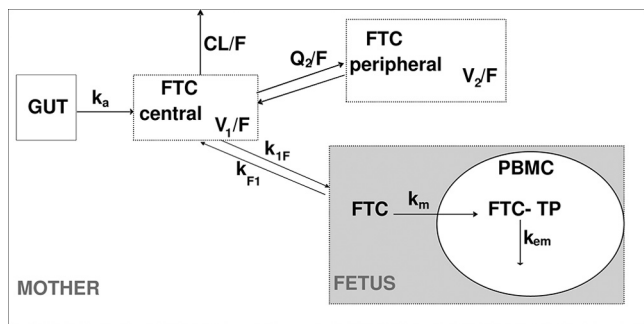 CL/F
FTC
peripheral
Q₂/F
V₂/F
GUT
kₐ
FTC
central
V₁/F
k₁F
kF1
PBMC
FTC
kₘ
FTC- TP
kem
MOTHER
FETUS